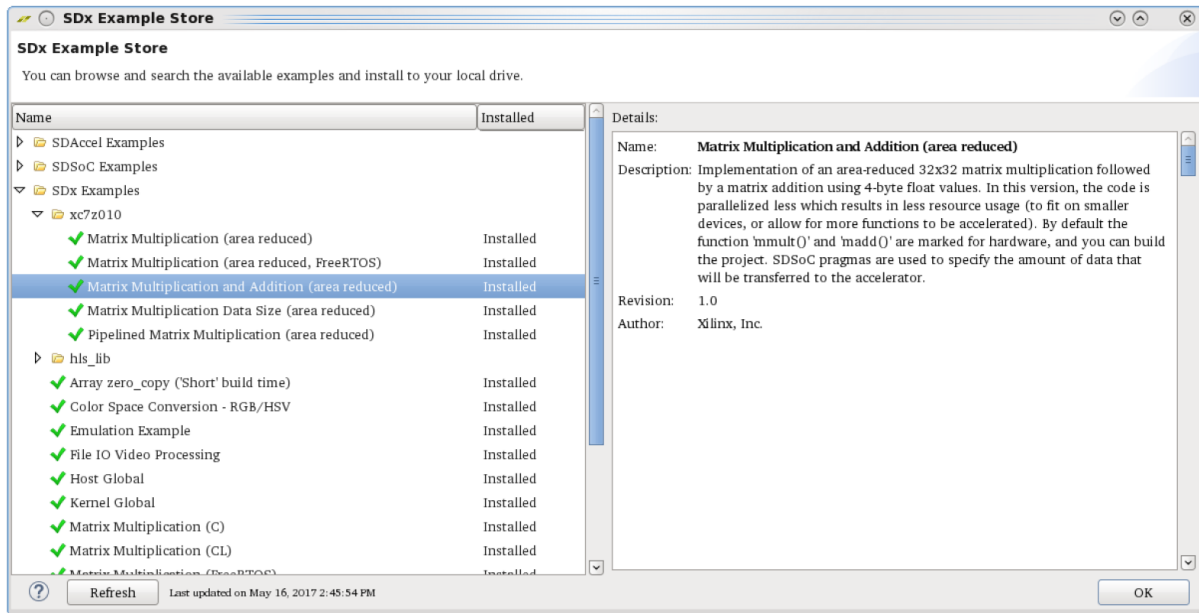 SDx Example Store
SDx Example Store
You can browse and search the available examples and install to your local drive.
Name Installed
SDAccel Examples
SDSoC Examples
SDx Examples
xc7z010
Matrix Multiplication (area reduced) Installed
Matrix Multiplication (area reduced, FreeRTOS) Installed
Matrix Multiplication and Addition (area reduced) Installed
Matrix Multiplication Data Size (area reduced) Installed
Pipelined Matrix Multiplication (area reduced) Installed
hls_lib
Array zero_copy ('Short' build time) Installed
Color Space Conversion - RGB/HSV Installed
Emulation Example Installed
File IO Video Processing Installed
Host Global Installed
Kernel Global Installed
Matrix Multiplication (C) Installed
Matrix Multiplication (CL) Installed
Matrix Multiplication (FreeRTOS) Installed
Details:
Name: Matrix Multiplication and Addition (area reduced)
Description: Implementation of an area-reduced 32x32 matrix multiplication followed
by a matrix addition using 4-byte float values. In this version, the code is
parallelized less which results in less resource usage (to fit on smaller
devices, or allow for more functions to be accelerated). By default the
function 'mmult()' and 'madd()' are marked for hardware, and you can build
the project. SDSoC pragmas are used to specify the amount of data that
will be transferred to the accelerator.
Revision: 1.0
Author: Xilinx, Inc.
? Refresh Last updated on May 16, 2017 2:45:54 PM OK